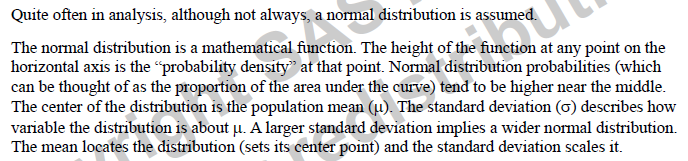 Quite often in analysis, although not always, a normal distribution is assumed.
The normal distribution is a mathematical function. The height of the function at any point on the
horizontal axis is the “probability density” at that point. Normal distribution probabilities (which
can be thought of as the proportion of the area under the curve) tend to be higher near the middle.
The center of the distribution is the population mean (μ). The standard deviation (σ) describes how
variable the distribution is about μ. A larger standard deviation implies a wider normal distribution.
The mean locates the distribution (sets its center point) and the standard deviation scales it.